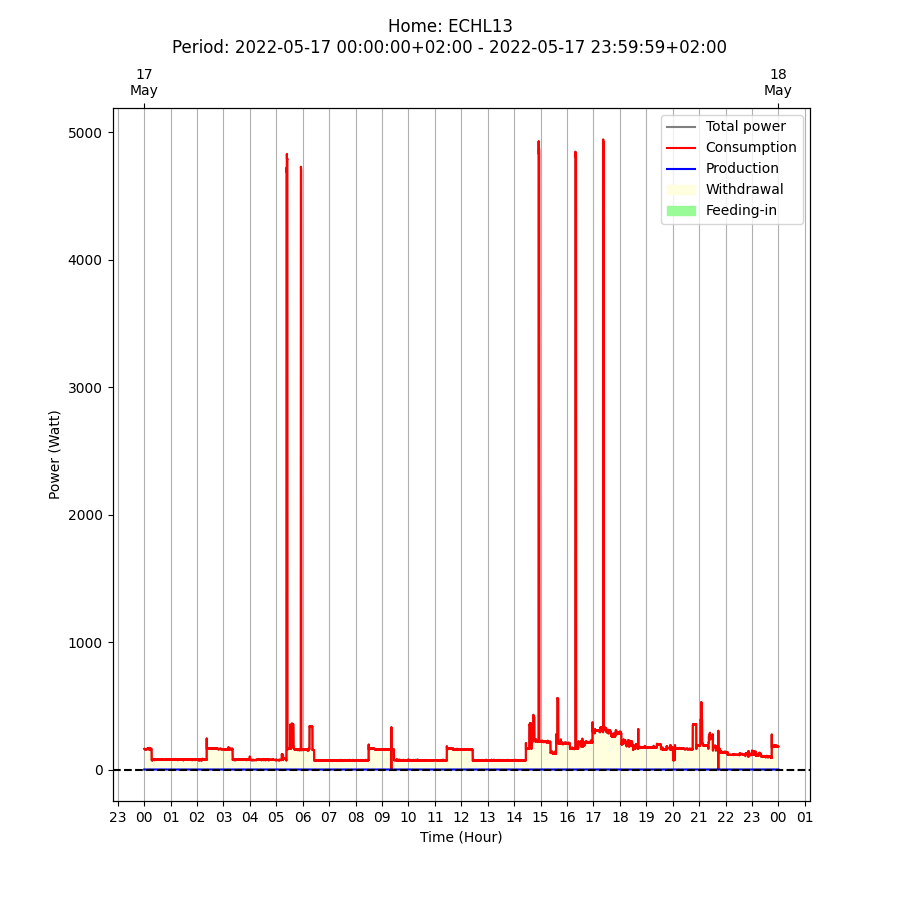 Home: ECHL13
Period: 2022-05-17 00:00:00+02:00 - 2022-05-17 23:59:59+02:00
17 18
May May
Total power
Consumption
Production
Withdrawal
Feeding-in
5000
4000
3000
2000
1000
0
Power (Watt)
23 00 01 02 03 04 05 06 07 08 09 10 11 12 13 14 15 16 17 18 19 20 21 22 23 00 01
Time (Hour)